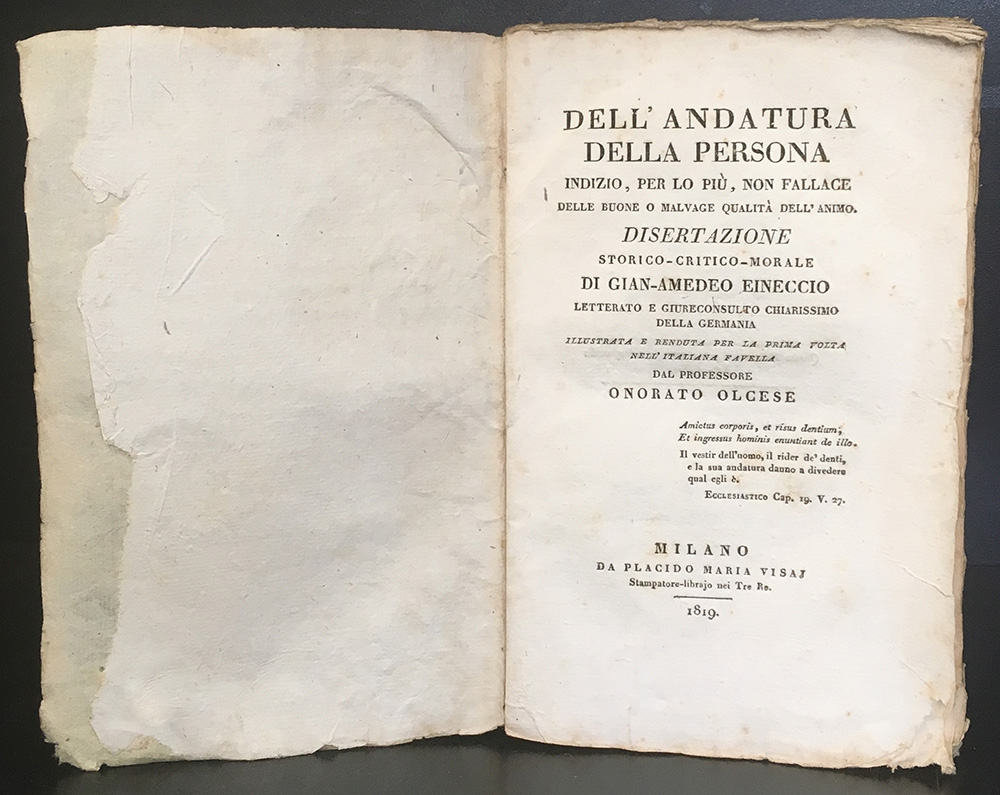 DELL' ANDATURA
DELLA PERSONA
INDIZIO, PER LO PIÙ, NON FALLACE
DELLE BUONE O MALVAGE QUALITÀ DELL' ANIMO.
DISERTAZIONE
STORICO-CRITICO-MORALE
DI GIAN-AMEDEO EINECCIO
LETTERATO E GIURECONSULTO CHIARISSIMO
DELLA GERMANIA
ILLUSTRATA E RENDUTA PER LA PRIMA VOLTA
NELL' ITALIANA FAVELLA
DAL PROFESSORE
ONORATO OLCESE
Amictus corporis, et risus dentium,
Et ingressus hominis enuntiant de illo.
Il vestir dell'uomo, il rider de' denti,
e la sua andatura danno a divedere
qual egli è.
ECCLESIASTICO Cap. 19. V. 27.
MILANO
DA PLACIDO MARIA VISAJ
Stampatore-librajo nei Tre Re.
1819.